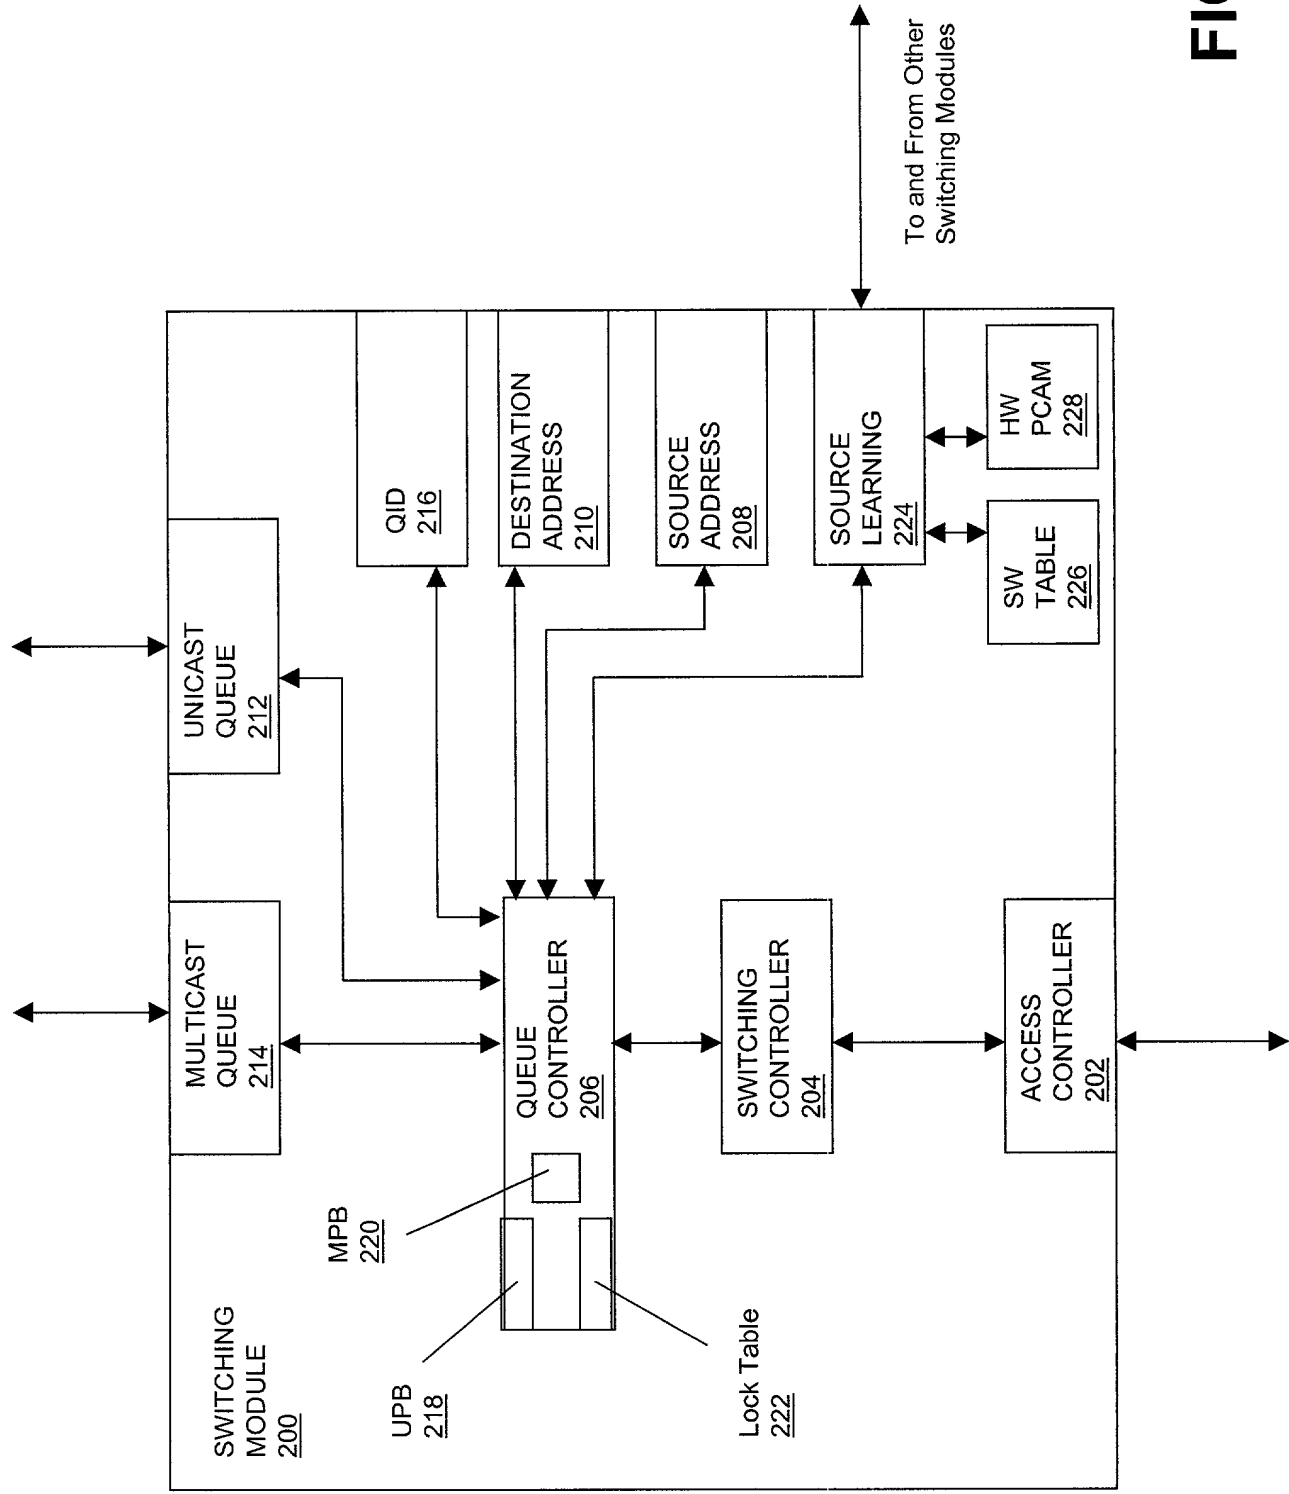 SWITCHING
MODULE
200
UPB
218
MPB
220
Lock Table
222
MULTICAST
QUEUE
214
UNICAST
QUEUE
212
QUEUE
CONTROLLER
206
SWITCHING
CONTROLLER
204
ACCESS
CONTROLLER
202
QID
216
DESTINATION
ADDRESS
210
SOURCE
ADDRESS
208
SOURCE
LEARNING
224
SW
TABLE
226
HW
PCAM
228
To and From Other
Switching Modules